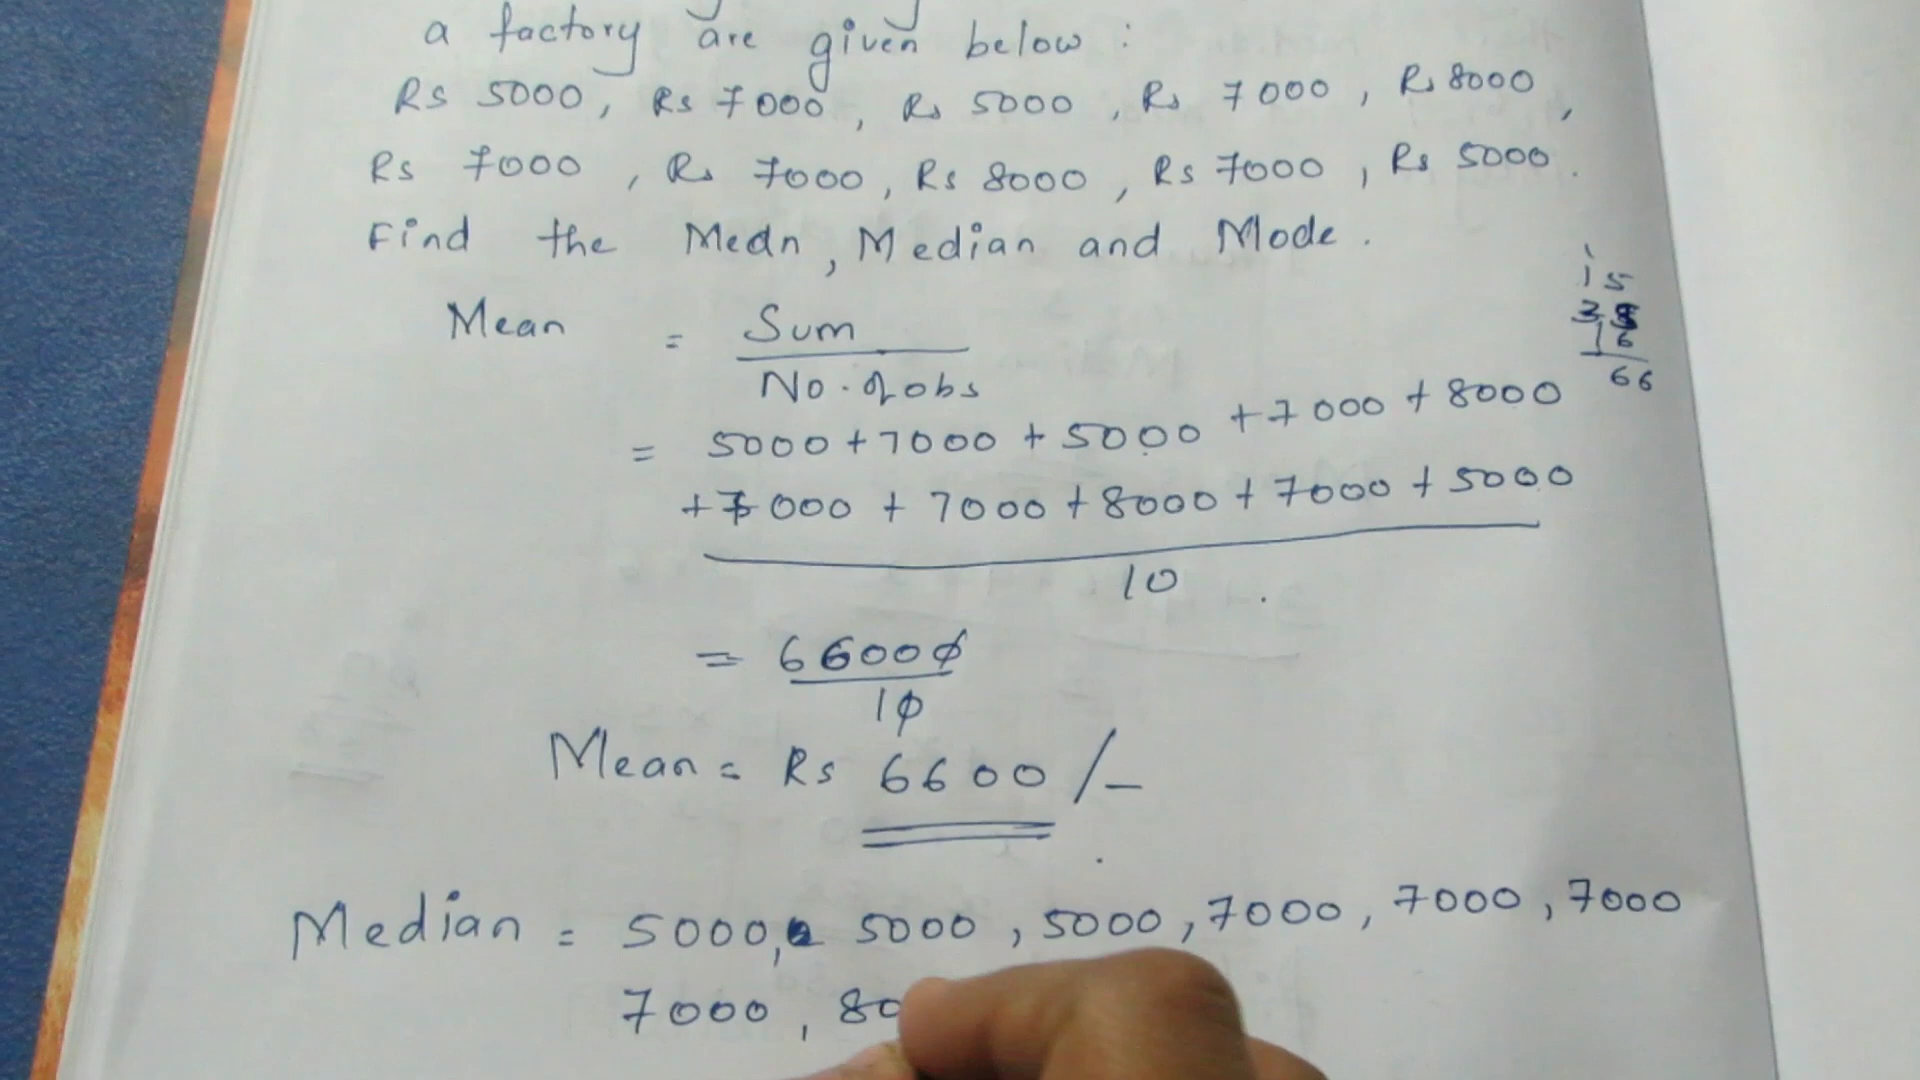 a factory are given below :
Rs 5000, Rs 7000, Rs 5000, Rs 7000, Rs 8000,
Rs 7000, Rs 7000, Rs 8000, Rs 7000, Rs 5000.
Find the Mean, Median and Mode.
Mean = Sum
No. of obs
= 5000 + 7000 + 5000 + 7000 + 8000
+ 7000 + 7000 + 8000 + 7000 + 5000
10
= 66000
10
Mean = Rs 6600/-
Median = 5000, 5000, 5000, 7000, 7000, 7000
7000, 80
15
16
66